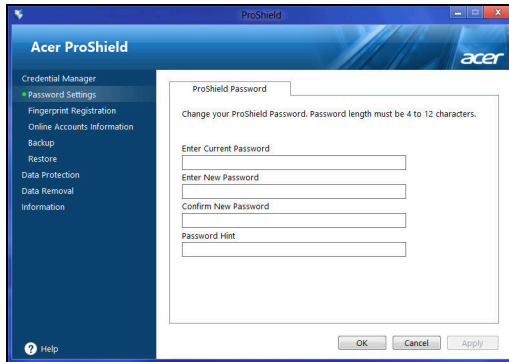 ProShield
Acer ProShield
acer
Credential Manager
Password Settings
Fingerprint Registration
Online Accounts Information
Backup
Restore
Data Protection
Data Removal
Information
ProShield Password
Change your ProShield Password. Password length must be 4 to 12 characters.
Enter Current Password
Enter New Password
Confirm New Password
Password Hint
? Help
OK Cancel Apply